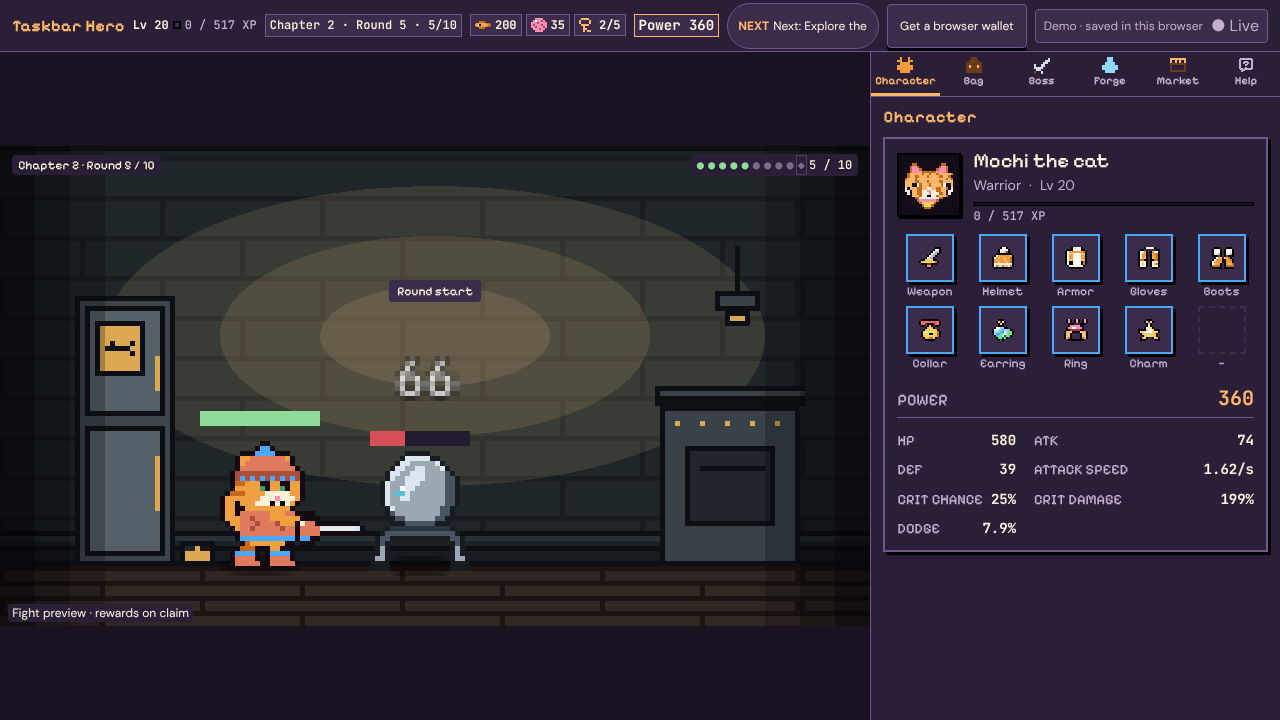 Taskbar Hero Lv 20 0 / 517 XP Chapter 2 · Round 5 · 5/10 200 35 2/5 Power 360 NEXT Next: Explore the Get a browser wallet Demo · saved in this browser Live
Character Bag Boss Forge Market Help
Character
Chapter 2 · Round 5 / 10
5 / 10
Mochi the cat
Warrior · Lv 20
0 / 517 XP
Weapon Helmet Armor Gloves Boots
Collar Earring Ring Charm -
Round start
66
POWER 360
HP 580 ATK 74
DEF 39 ATTACK SPEED 1.62/s
CRIT CHANCE 25% CRIT DAMAGE 199%
DODGE 7.9%
Fight preview · rewards on claim